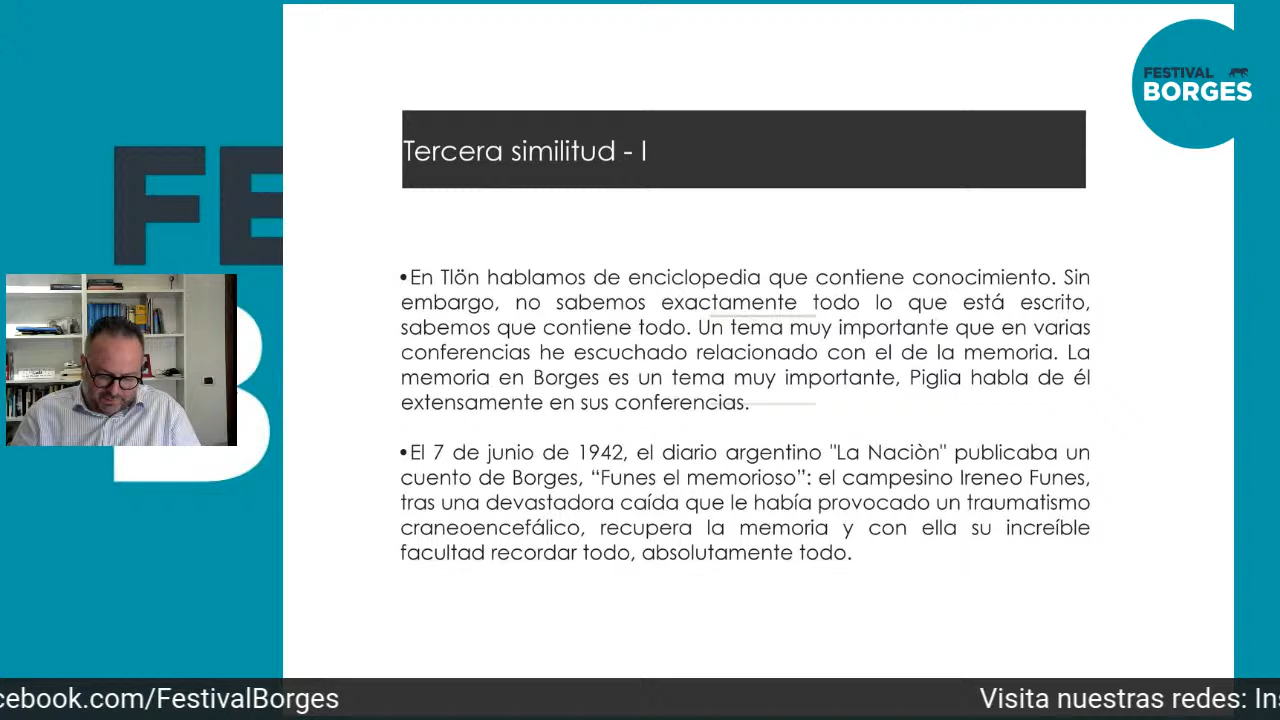 FESTIVAL
BORGES
FE
B
Tercera similitud - I
•En Tlön hablamos de enciclopedia que contiene conocimiento. Sin
embargo, no sabemos exactamente todo lo que está escrito,
sabemos que contiene todo. Un tema muy importante que en varias
conferencias he escuchado relacionado con el de la memoria. La
memoria en Borges es un tema muy importante, Piglia habla de él
extensamente en sus conferencias.
•El 7 de junio de 1942, el diario argentino "La Naciòn" publicaba un
cuento de Borges, “Funes el memorioso”: el campesino Ireneo Funes,
tras una devastadora caída que le había provocado un traumatismo
craneoencefálico, recupera la memoria y con ella su increíble
facultad recordar todo, absolutamente todo.
cebook.com/FestivalBorges
Visita nuestras redes: Ins